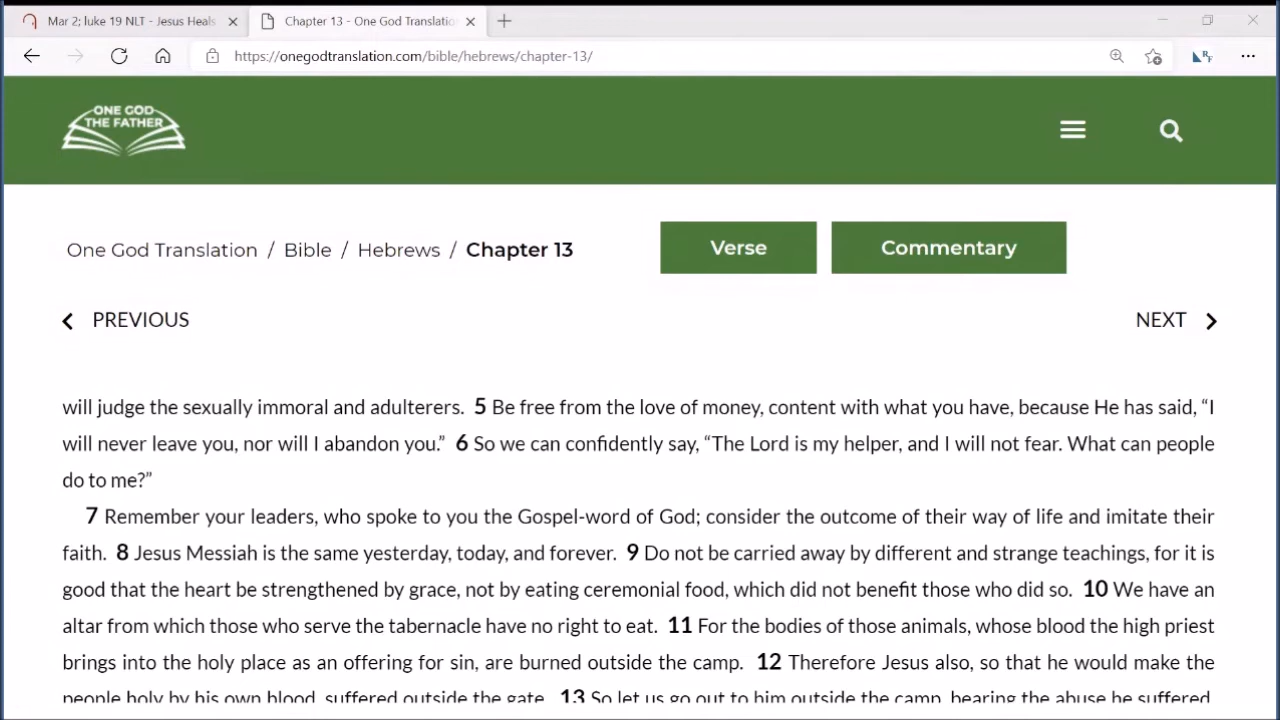 Mar 2; luke 19 NLT - Jesus Heals
Chapter 13 - One God Translatio
https://onegodtranslation.com/bible/hebrews/chapter-13/
ONE GOD
THE FATHER
One God Translation / Bible / Hebrews / Chapter 13
Verse
Commentary
PREVIOUS
NEXT
will judge the sexually immoral and adulterers. 5 Be free from the love of money, content with what you have, because He has said, “I
will never leave you, nor will I abandon you.” 6 So we can confidently say, “The Lord is my helper, and I will not fear. What can people
do to me?”
7 Remember your leaders, who spoke to you the Gospel-word of God; consider the outcome of their way of life and imitate their
faith. 8 Jesus Messiah is the same yesterday, today, and forever. 9 Do not be carried away by different and strange teachings, for it is
good that the heart be strengthened by grace, not by eating ceremonial food, which did not benefit those who did so. 10 We have an
altar from which those who serve the tabernacle have no right to eat. 11 For the bodies of those animals, whose blood the high priest
brings into the holy place as an offering for sin, are burned outside the camp. 12 Therefore Jesus also, so that he would make the
people holy by his own blood, suffered outside the gate. 13 So let us go out to him outside the camp, bearing the abuse he suffered.